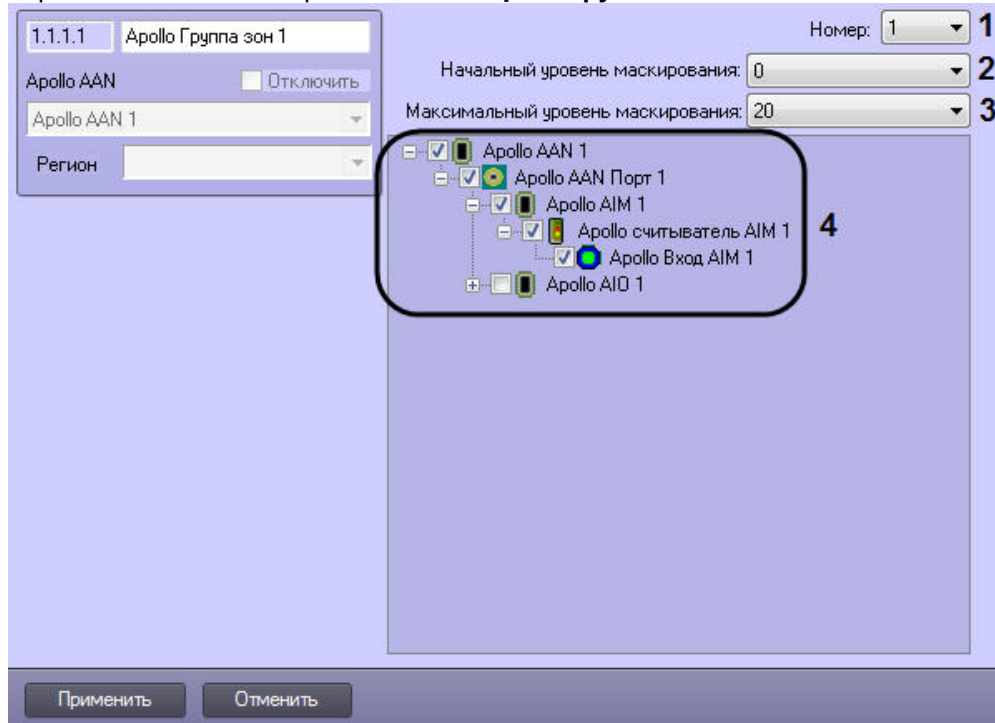 1.1.1.1 Apollo Группа зон 1
Apollo AAN Отключить
Apollo AAN 1
Регион
Номер: 1 1
Начальный уровень маскирования: 0 2
Максимальный уровень маскирования: 20 3
Apollo AAN 1
Apollo AAN Порт 1
Apollo AIM 1
Apollo считыватель AIM 1
4
Apollo Вход AIM 1
Apollo AIO 1
Применить Отменить